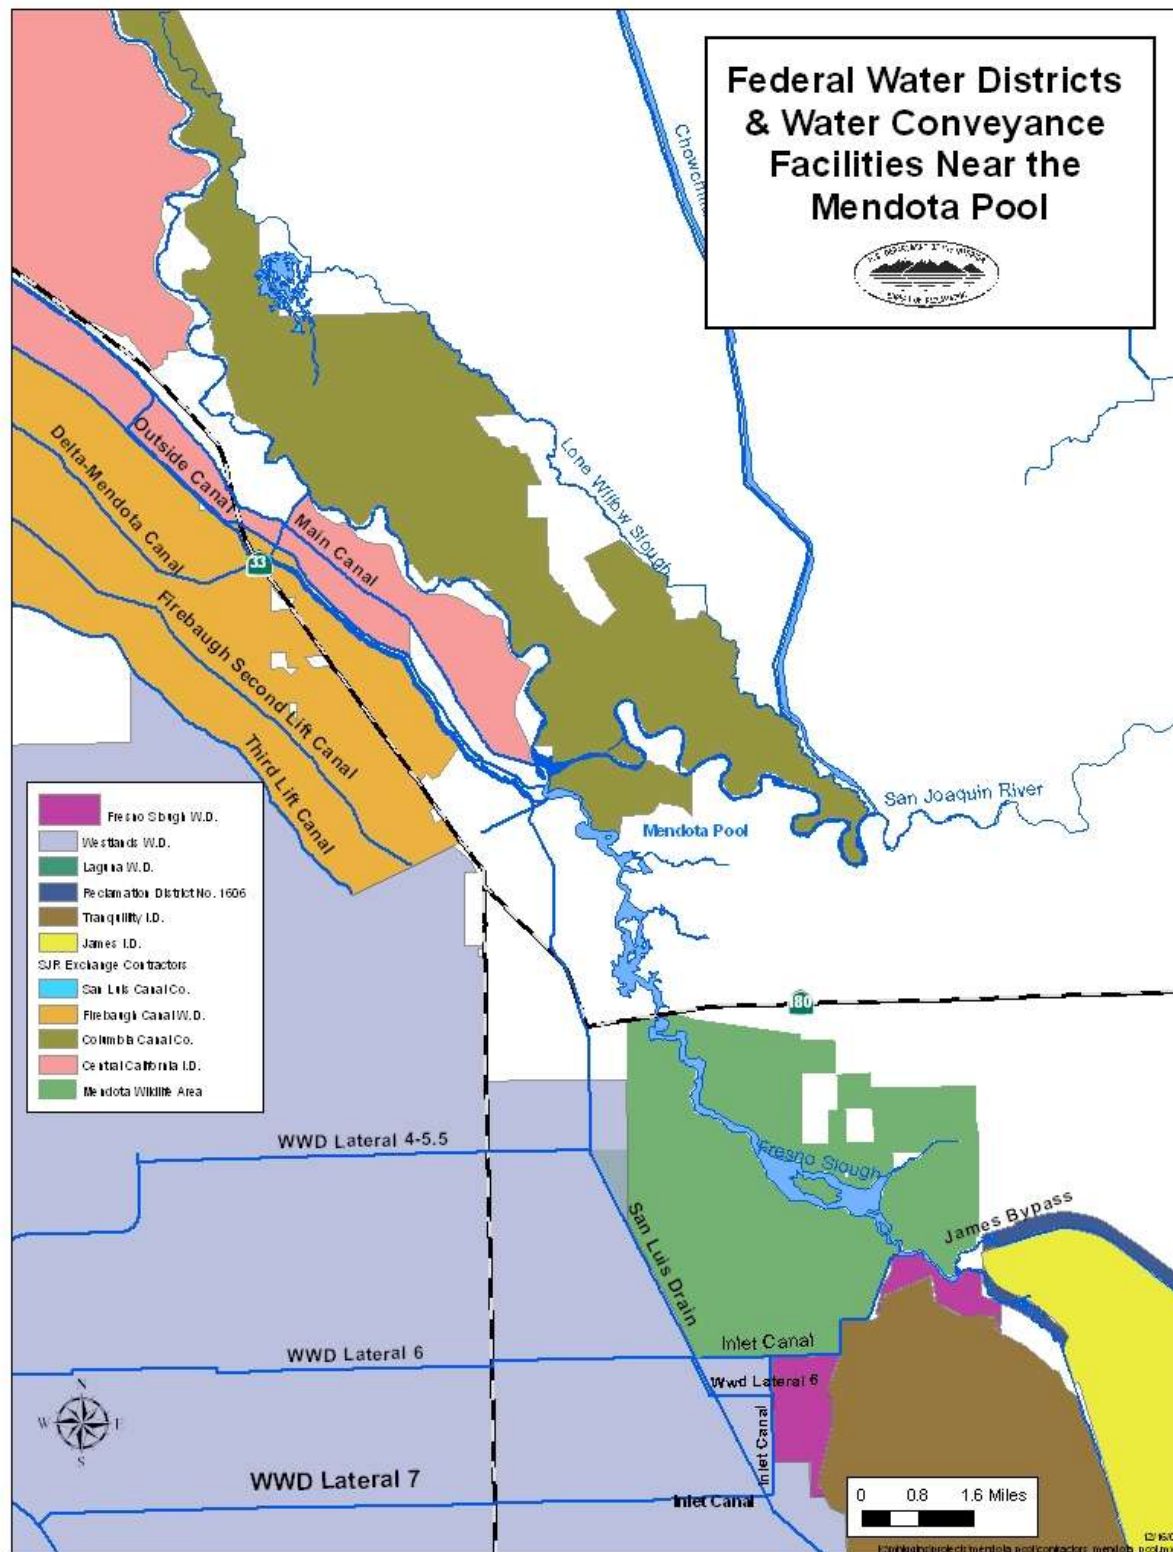 Federal Water Districts
& Water Conveyance
Facilities Near the
Mendota Pool
Outside Canal
Delta-Mendota Canal
Main Canal
33
Lone Willow Slough
Firebaugh Second Lift Canal
Third Lift Canal
San Joaquin River
Mendota Pool
Fresno Slough W.D.
Westlands W.D.
Laguna W.D.
Reclamation District No. 1606
Tranquility I.D.
James I.D.
SJR Exchange Contractors
San Luis Canal Co.
Firebaugh Canal W.D.
Columbia Canal Co.
Central California I.D.
Mendota Wildlife Area
180
WWD Lateral 4-5.5
Fresno Slough
James Bypass
San Luis Drain
Inlet Canal
WWD Lateral 6
Wwd Lateral 6
N
W E
S
Inlet Canal
WWD Lateral 7
Inlet Canal
0 0.8 1.6 Miles